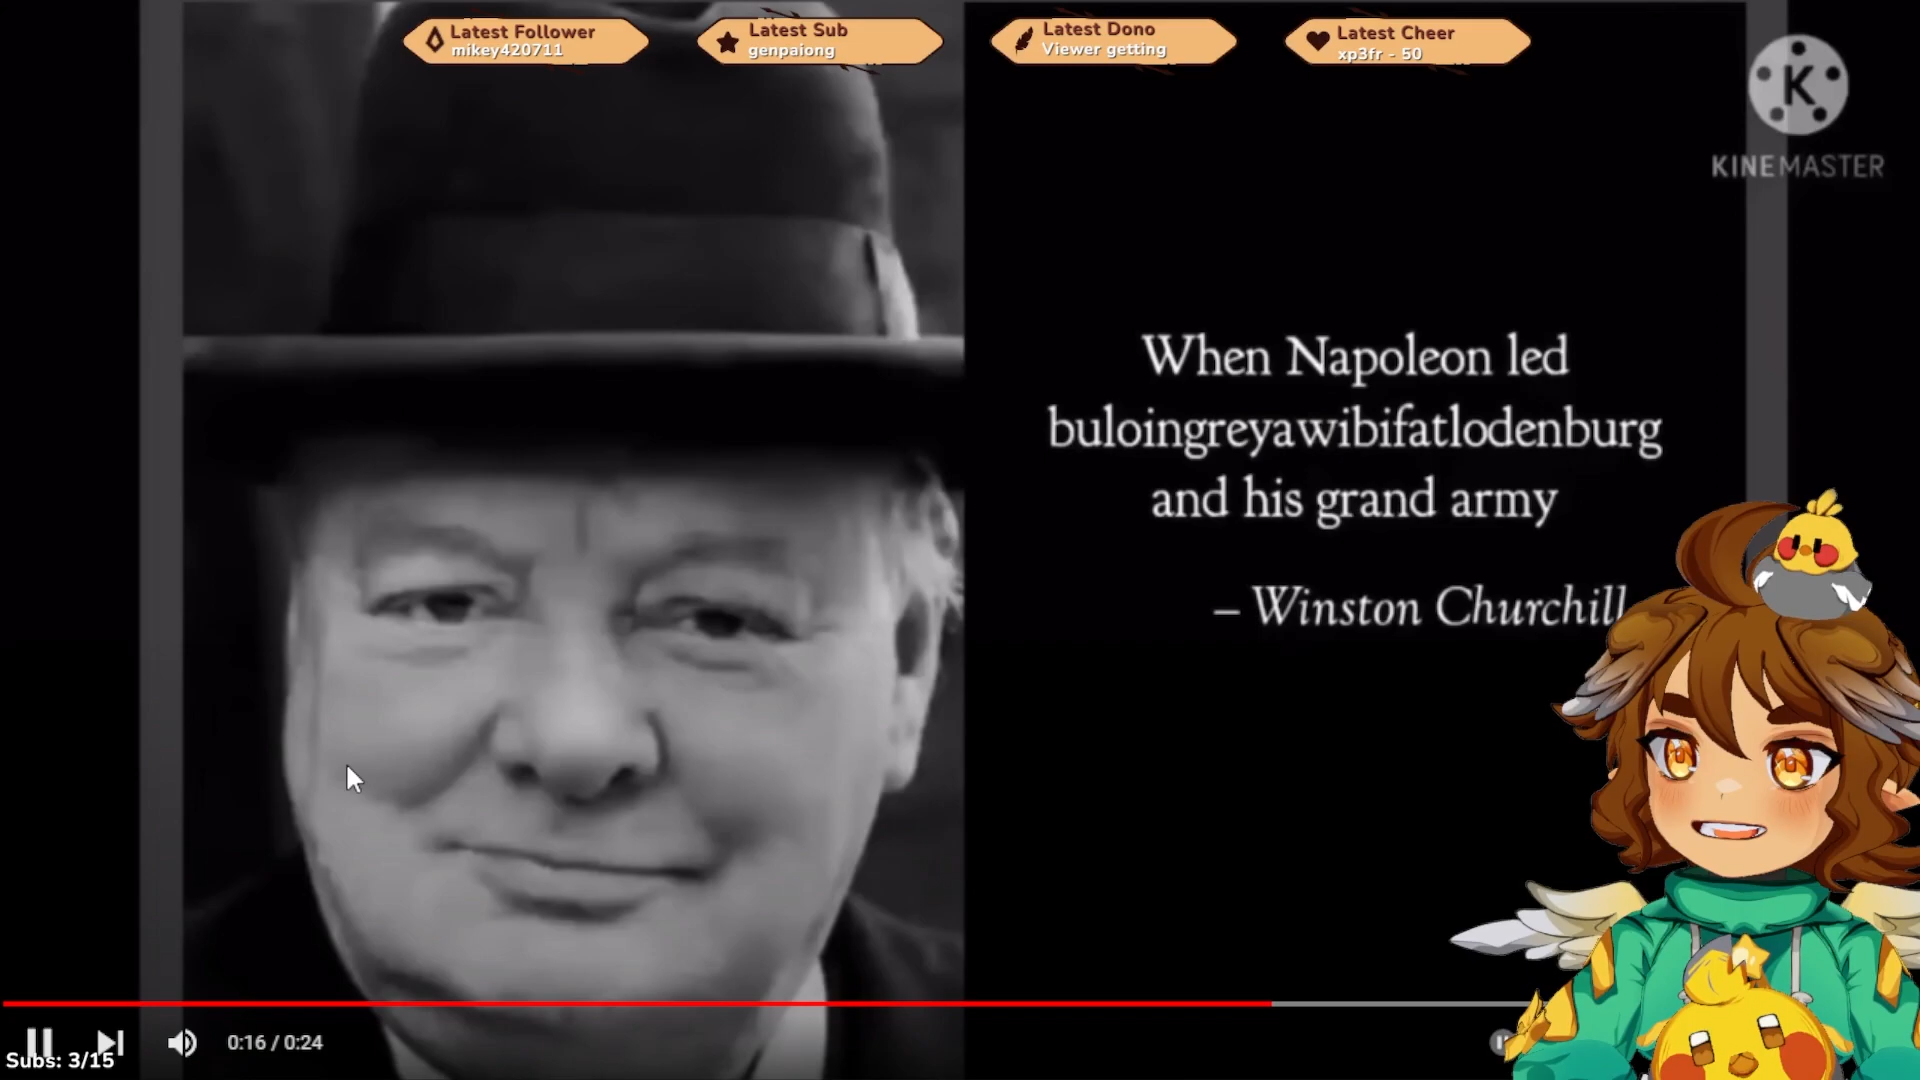 Latest Follower
mikey420711
Latest Sub
genpaiong
Latest Dono
Viewer getting
Latest Cheer
xp3fr - 50
K
KINEMASTER
When Napoleon led
buloingreyawibifatlodenburg
and his grand army
– Winston Churchill
0:16 / 0:24
Subs: 3/15